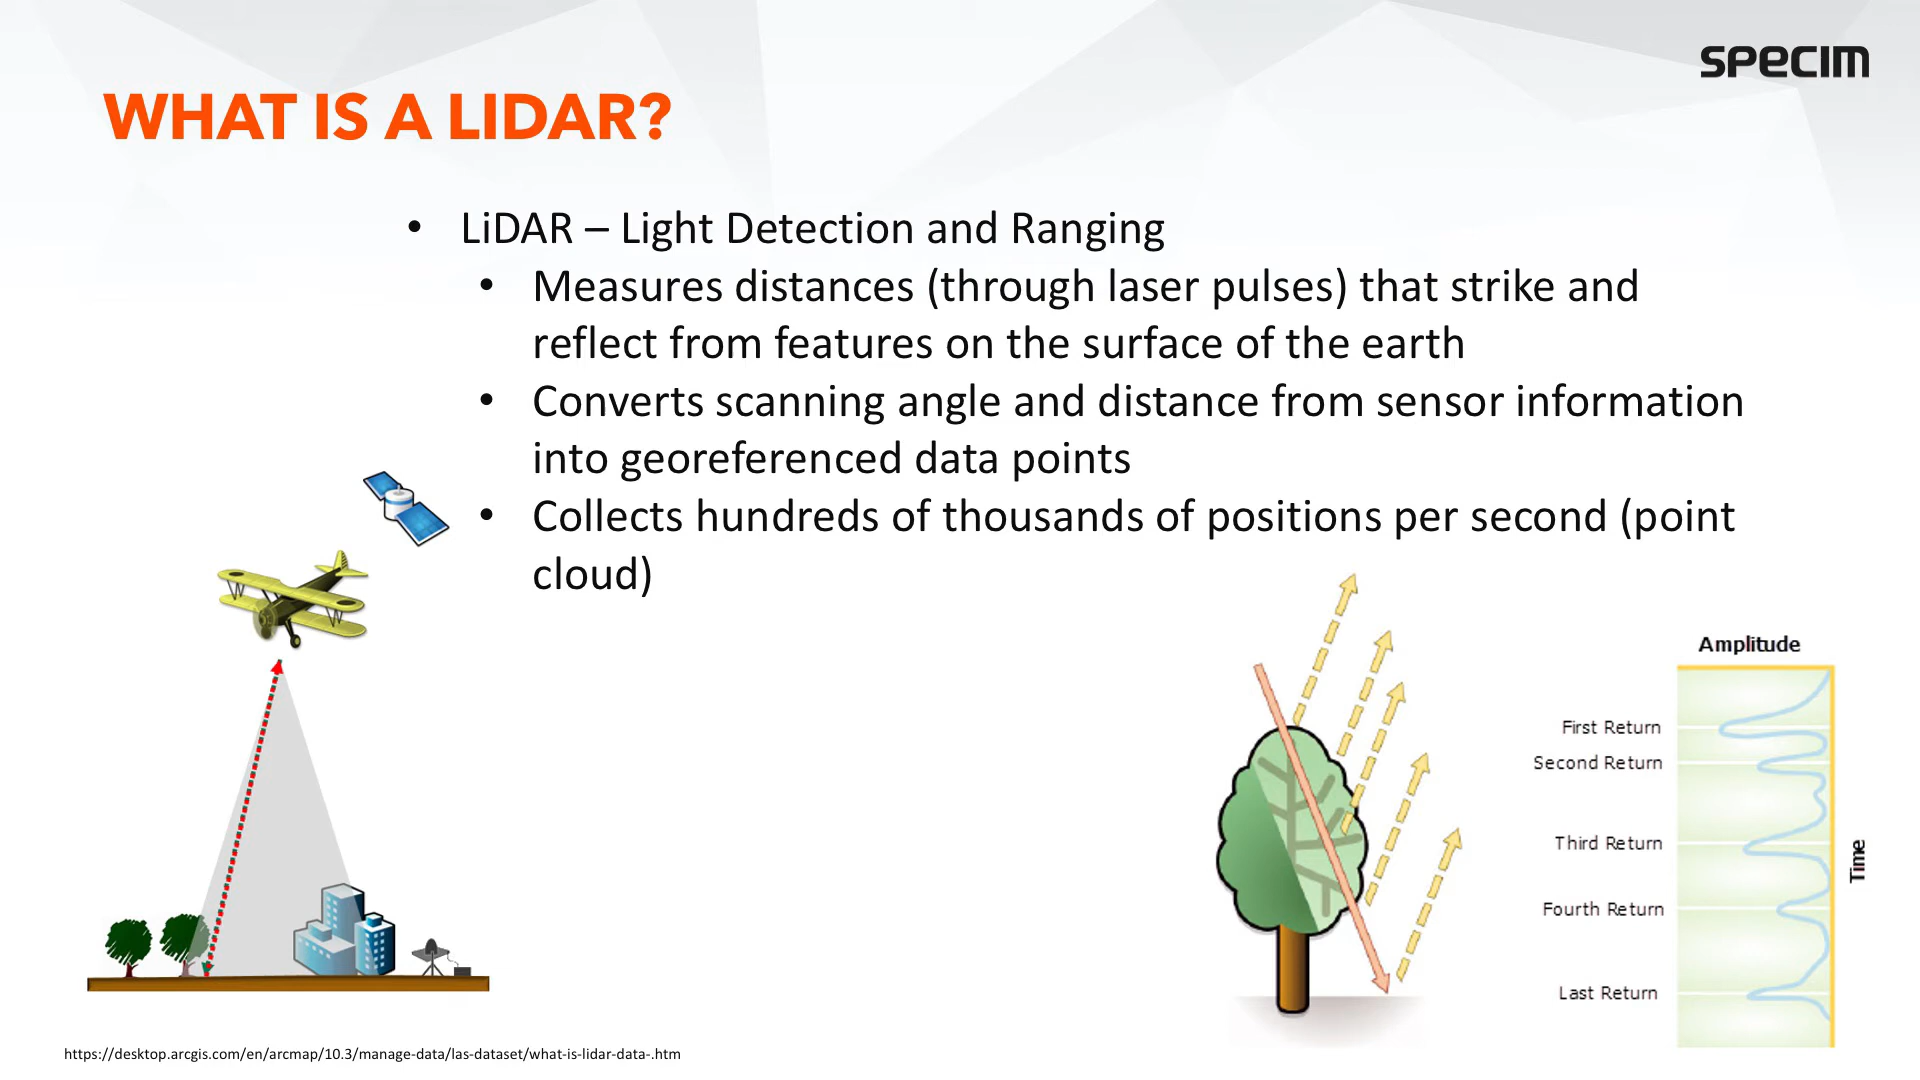 SPECIM
WHAT IS A LIDAR?
• LiDAR – Light Detection and Ranging
• Measures distances (through laser pulses) that strike and
reflect from features on the surface of the earth
• Converts scanning angle and distance from sensor information
into georeferenced data points
• Collects hundreds of thousands of positions per second (point
cloud)
Amplitude
First Return
Second Return
Third Return
Fourth Return
Last Return
Time
https://desktop.arcgis.com/en/arcmap/10.3/manage-data/las-dataset/what-is-lidar-data-.htm